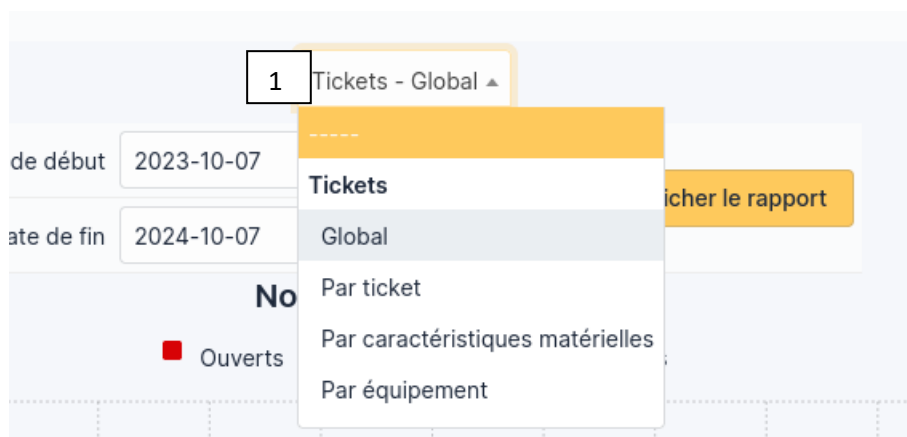 1 Tickets - Global
-----
de début 2023-10-07
Tickets
icher le rapport
ate de fin 2024-10-07
Global
No
Par ticket
Par caractéristiques matérielles
Ouverts
Par équipement